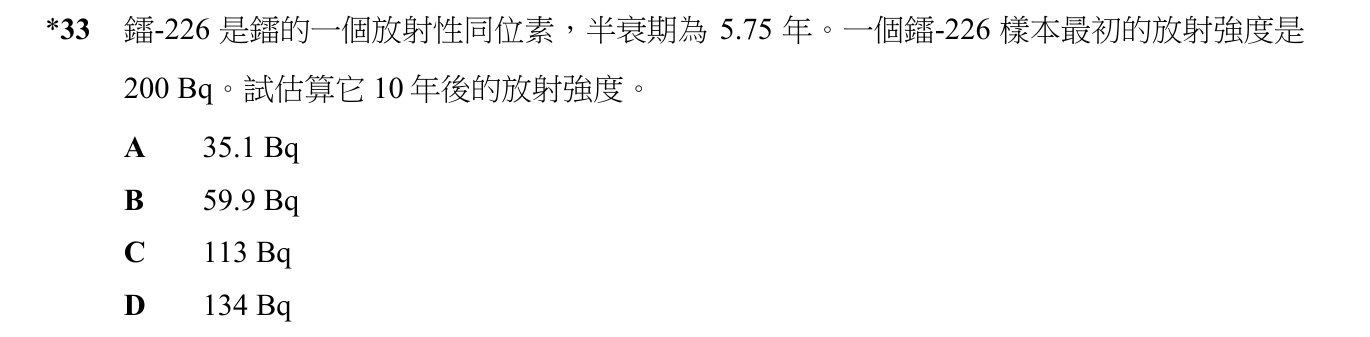 *33 鐳-226 是鐳的一個放射性同位素，半衰期為 5.75 年。一個鐳-226 樣本最初的放射強度是
200 Bq。試估算它 10 年後的放射強度。
A 35.1 Bq
B 59.9 Bq
C 113 Bq
D 134 Bq